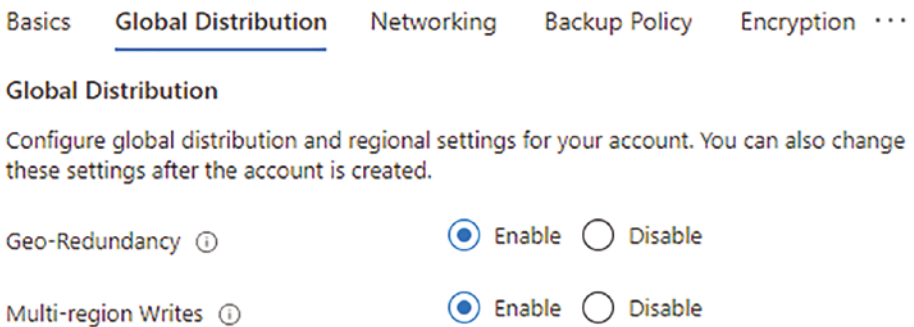 Basics Global Distribution Networking Backup Policy Encryption ···
Global Distribution
Configure global distribution and regional settings for your account. You can also change
these settings after the account is created.
Geo-Redundancy Enable Disable
Multi-region Writes Enable Disable